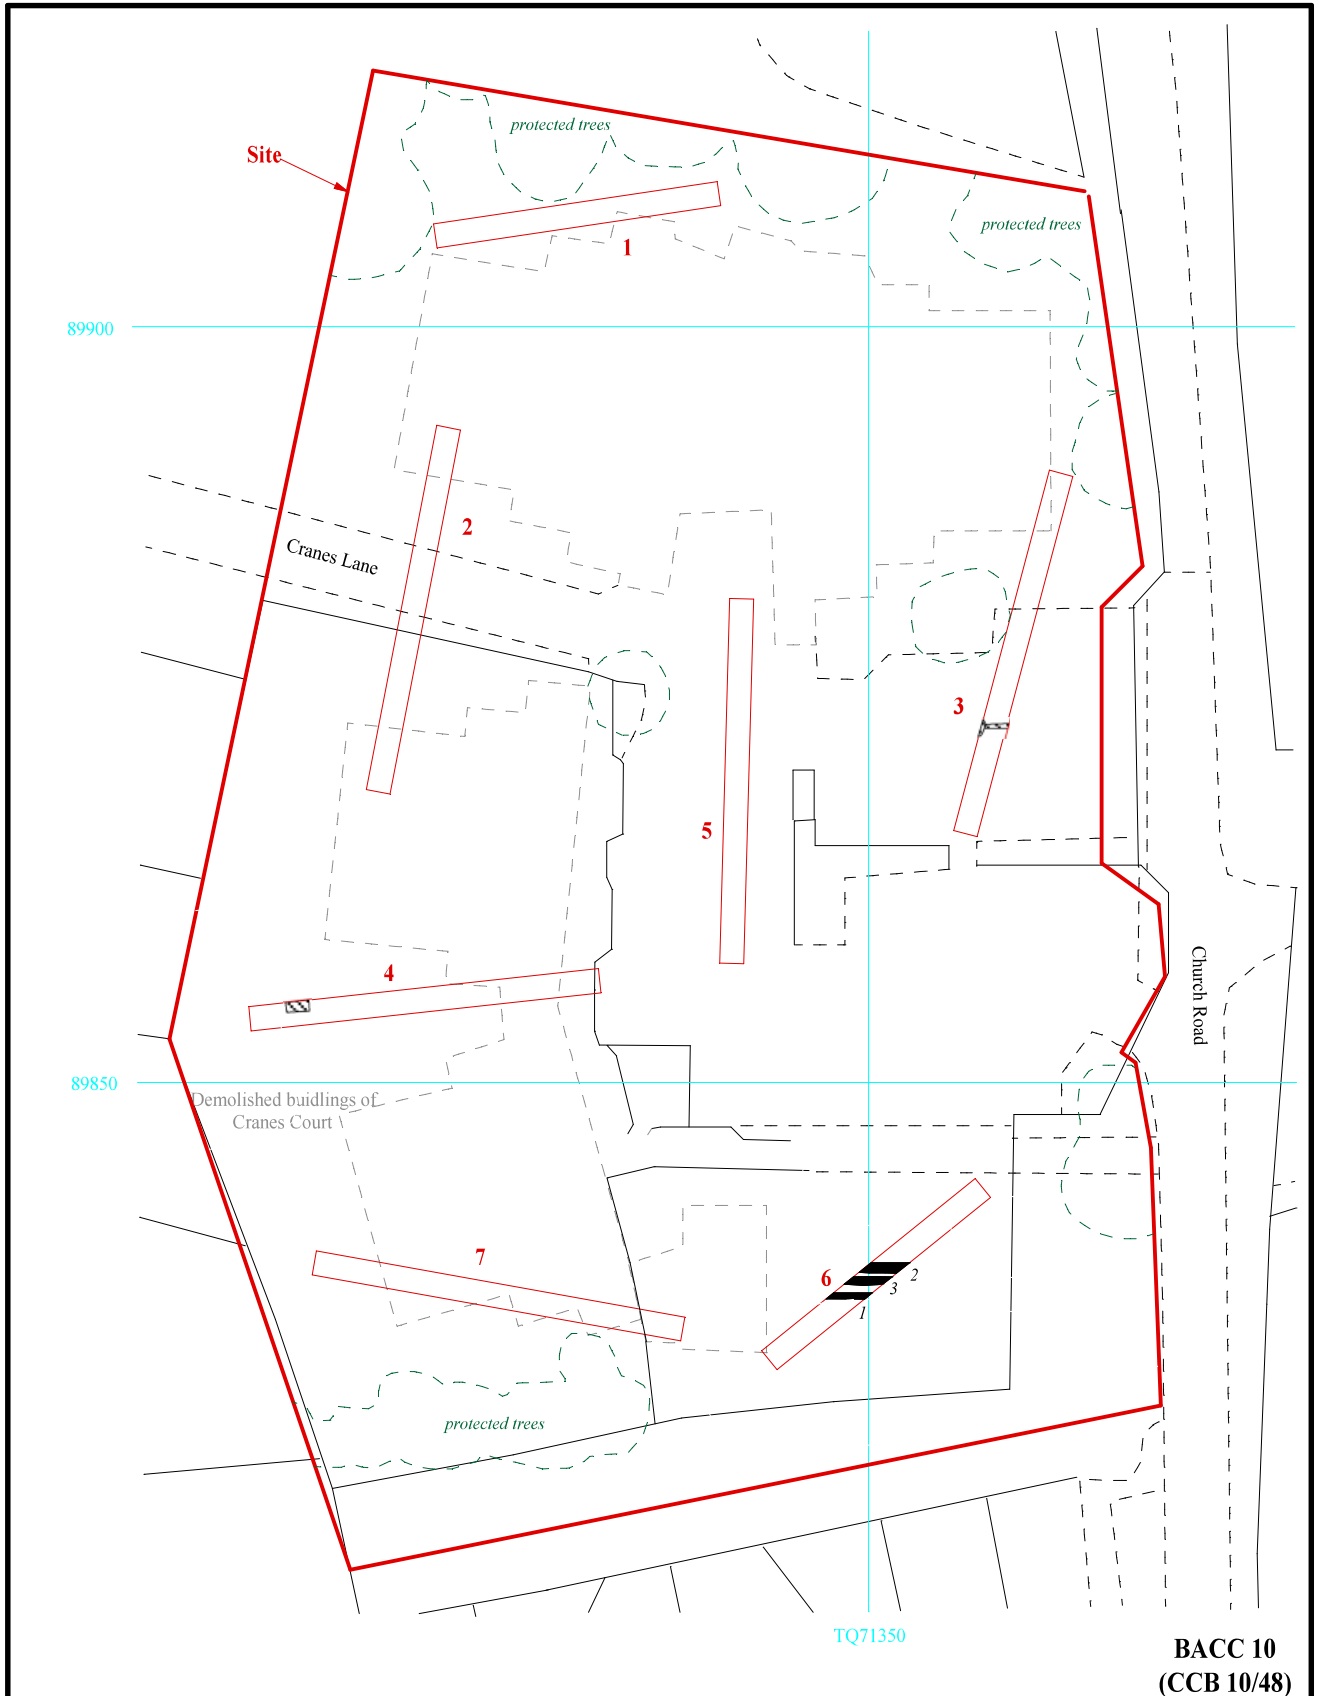 protected trees
Site
protected trees
1
89900
2
Cranes Lane
3
5
4
Church Road
89850
Demolished buidlings of
Cranes Court
7
6
2
3
1
protected trees
TQ71350
BACC 10
(CCB 10/48)